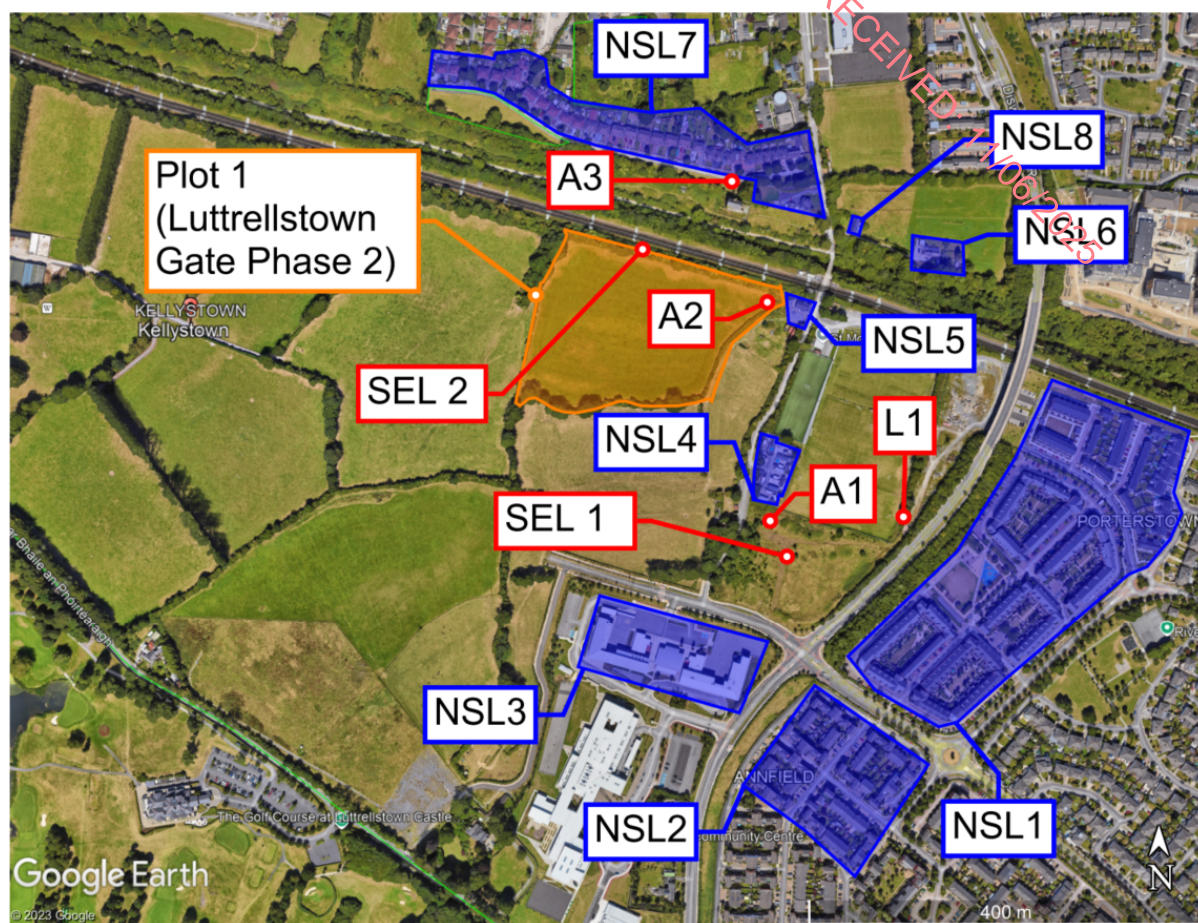 NSL7
RECEIVED: 11/06/2025
NSL8
A3
Plot 1
(Luttrellstown
Gate Phase 2)
NSL6
KELLYSTOWN
Kellystown
A2
NSL5
SEL 2
L1
NSL4
A1
SEL 1
PORTERSTOWN
NSL3
ANNFIELD
The Golf Course at Luttrellstown Castle
NSL2
ommunity Centre
NSL1
Google Earth
N
© 2023 Google
400 m